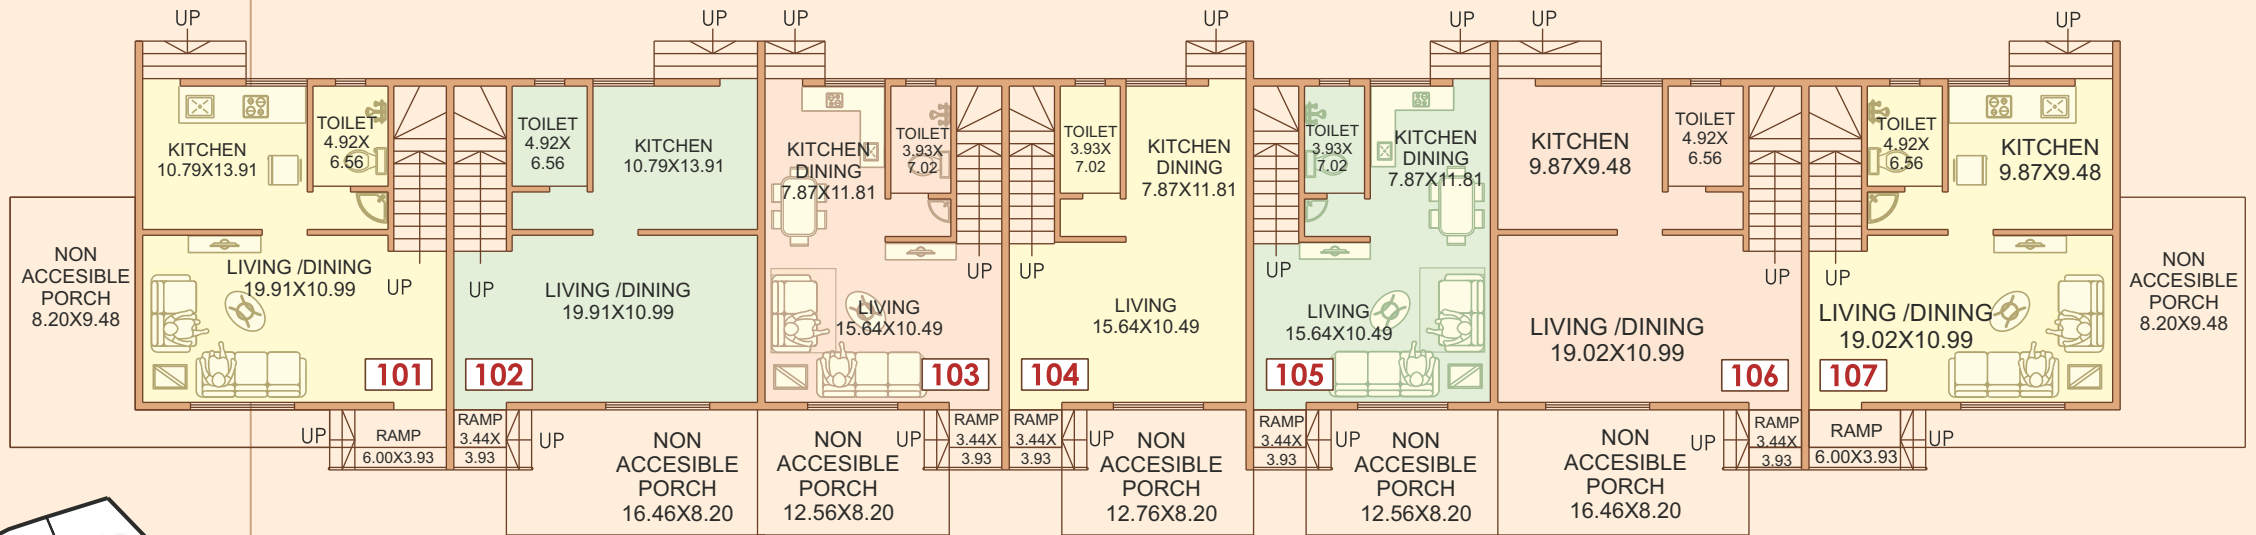 UP
UP
UP
UP
UP
UP
UP
KITCHEN
10.79X13.91
TOILET
4.92X
6.56
NON
ACCESIBLE
PORCH
8.20X9.48
LIVING /DINING
19.91X10.99
UP
101
UP
RAMP
6.00X3.93
TOILET
4.92X
6.56
KITCHEN
10.79X13.91
UP
LIVING /DINING
19.91X10.99
102
RAMP
3.44X
3.93
UP
NON
ACCESIBLE
PORCH
16.46X8.20
KITCHEN
DINING
7.87X11.81
TOILET
3.93X
7.02
UP
LIVING
15.64X10.49
103
NON
ACCESIBLE
PORCH
12.56X8.20
UP
RAMP
3.44X
3.93
TOILET
3.93X
7.02
KITCHEN
DINING
7.87X11.81
UP
LIVING
15.64X10.49
104
RAMP
3.44X
3.93
UP
NON
ACCESIBLE
PORCH
12.76X8.20
TOILET
3.93X
7.02
KITCHEN
DINING
7.87X11.81
UP
LIVING
15.64X10.49
105
RAMP
3.44X
3.93
UP
NON
ACCESIBLE
PORCH
12.56X8.20
KITCHEN
9.87X9.48
TOILET
4.92X
6.56
UP
LIVING /DINING
19.02X10.99
106
NON
ACCESIBLE
PORCH
16.46X8.20
UP
RAMP
3.44X
3.93
TOILET
4.92X
6.56
KITCHEN
9.87X9.48
UP
LIVING /DINING
19.02X10.99
107
RAMP
6.00X3.93
UP
NON
ACCESIBLE
PORCH
8.20X9.48